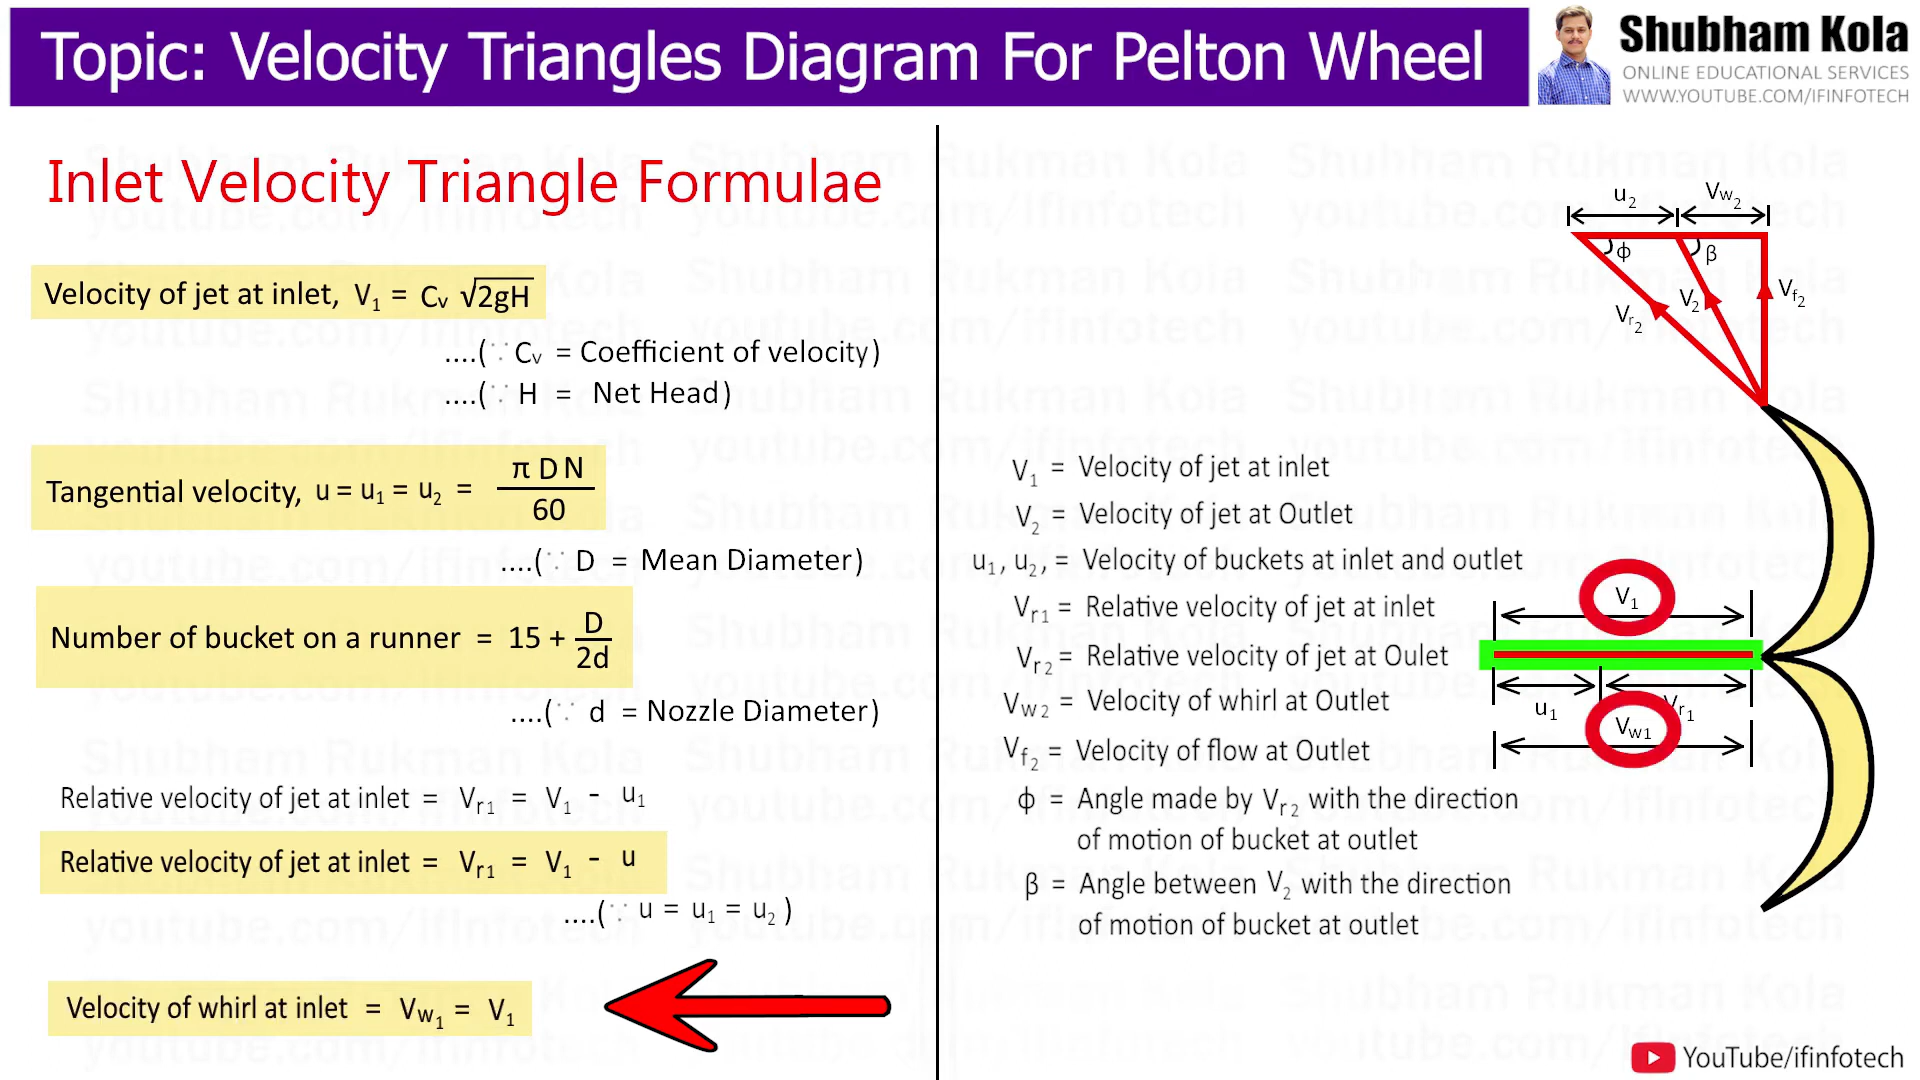 Topic: Velocity Triangles Diagram For Pelton Wheel
Shubham Kola
ONLINE EDUCATIONAL SERVICES
WWW.YOUTUBE.COM/IFINFOTECH
Inlet Velocity Triangle Formulae
Velocity of jet at inlet, V₁ = Cᵥ √2gH
....(∵ Cᵥ = Coefficient of velocity)
....(∵ H = Net Head)
Tangential velocity, u = u₁ = u₂ = π D N / 60
....(∵ D = Mean Diameter)
Number of bucket on a runner = 15 + D / 2d
....(∵ d = Nozzle Diameter)
Relative velocity of jet at inlet = Vr₁ = V₁ - u₁
Relative velocity of jet at inlet = Vr₁ = V₁ - u
....(∵ u = u₁ = u₂ )
Velocity of whirl at inlet = Vw₁ = V₁
V₁ = Velocity of jet at inlet
V₂ = Velocity of jet at Outlet
u₁, u₂, = Velocity of buckets at inlet and outlet
Vr₁ = Relative velocity of jet at inlet
Vr₂ = Relative velocity of jet at Oulet
Vw₂ = Velocity of whirl at Outlet
Vf₂ = Velocity of flow at Outlet
ϕ = Angle made by Vr₂ with the direction
of motion of bucket at outlet
β = Angle between V₂ with the direction
of motion of bucket at outlet
u₂ Vw₂
ϕ β
Vr₂ V₂ Vf₂
V₁
u₁ Vr₁
Vw₁
YouTube/ifinfotech
Shubham Rukman Kola
youtube.com/ifinfotech